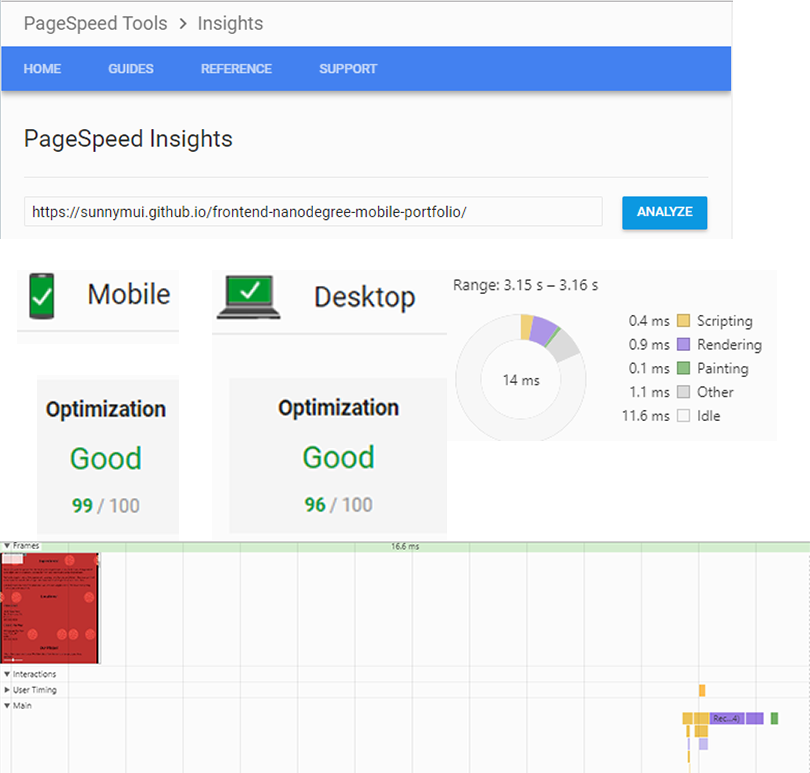 PageSpeed Tools > Insights
HOME GUIDES REFERENCE SUPPORT
PageSpeed Insights
https://sunnymui.github.io/frontend-nanodegree-mobile-portfolio/ ANALYZE
Mobile
Optimization
Good
99 / 100
Desktop
Optimization
Good
96 / 100
Range: 3.15 s – 3.16 s
14 ms
0.4 ms Scripting
0.9 ms Rendering
0.1 ms Painting
1.1 ms Other
11.6 ms Idle
Frames
16.6 ms
Interactions
User Timing
Main
Rec...4)